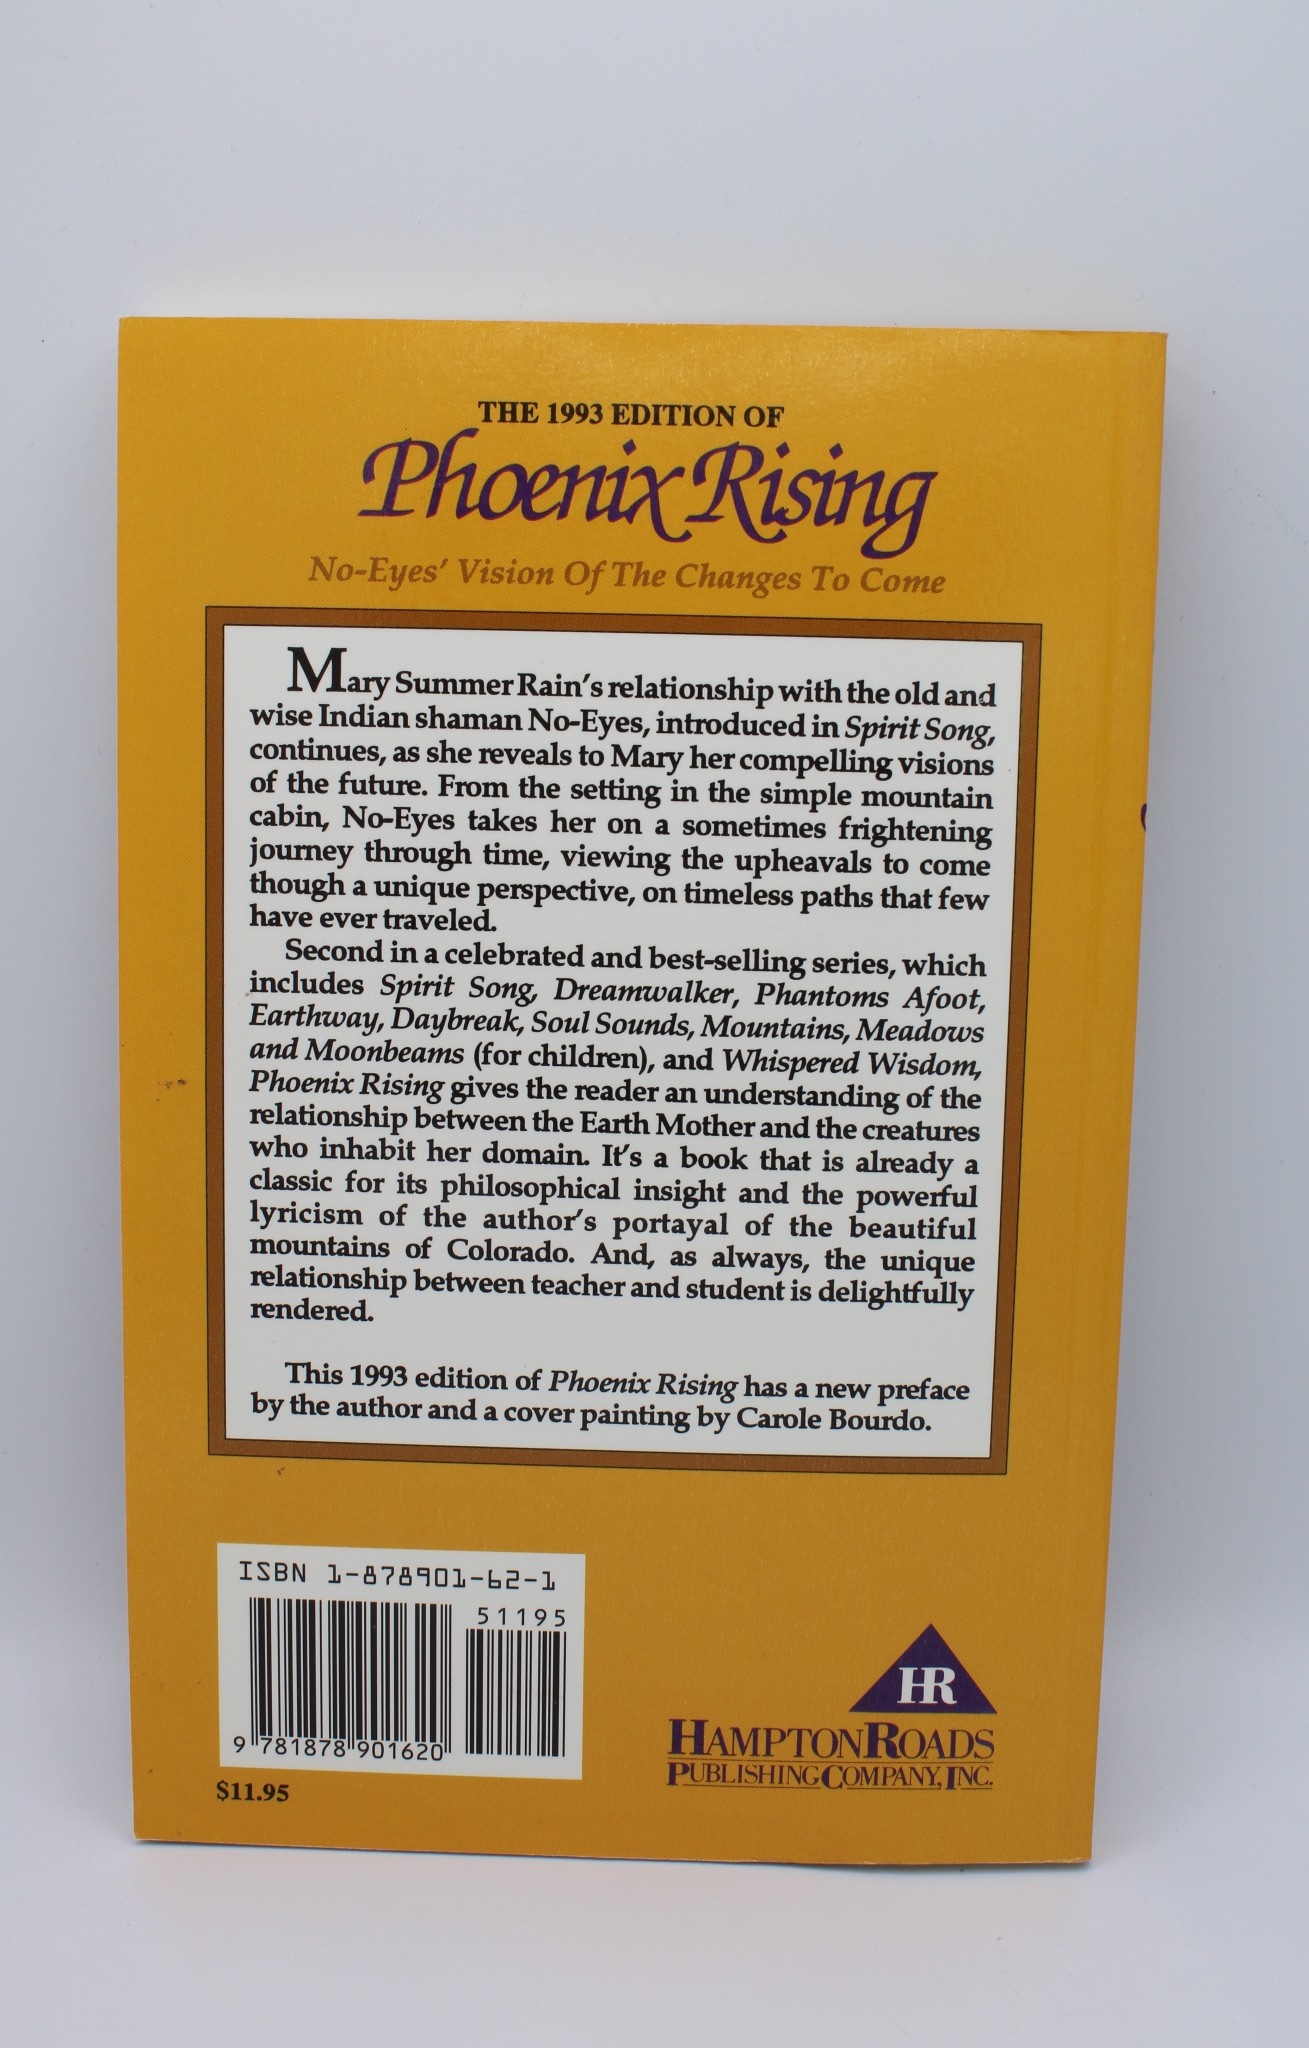 THE 1993 EDITION OF
Phoenix Rising
No-Eyes' Vision Of The Changes To Come
Mary Summer Rain's relationship with the old and
wise Indian shaman No-Eyes, introduced in Spirit Song,
continues, as she reveals to Mary her compelling visions
of the future. From the setting in the simple mountain
cabin, No-Eyes takes her on a sometimes frightening
journey through time, viewing the upheavals to come
though a unique perspective, on timeless paths that few
have ever traveled.
Second in a celebrated and best-selling series, which
includes Spirit Song, Dreamwalker, Phantoms Afoot,
Earthway, Daybreak, Soul Sounds, Mountains, Meadows
and Moonbeams (for children), and Whispered Wisdom,
Phoenix Rising gives the reader an understanding of the
relationship between the Earth Mother and the creatures
who inhabit her domain. It's a book that is already a
classic for its philosophical insight and the powerful
lyricism of the author's portayal of the beautiful
mountains of Colorado. And, as always, the unique
relationship between teacher and student is delightfully
rendered.
This 1993 edition of Phoenix Rising has a new preface
by the author and a cover painting by Carole Bourdo.
ISBN 1-878901-62-1
51195
9 781878 901620
$11.95
HR
HAMPTON ROADS
PUBLISHING COMPANY, INC.